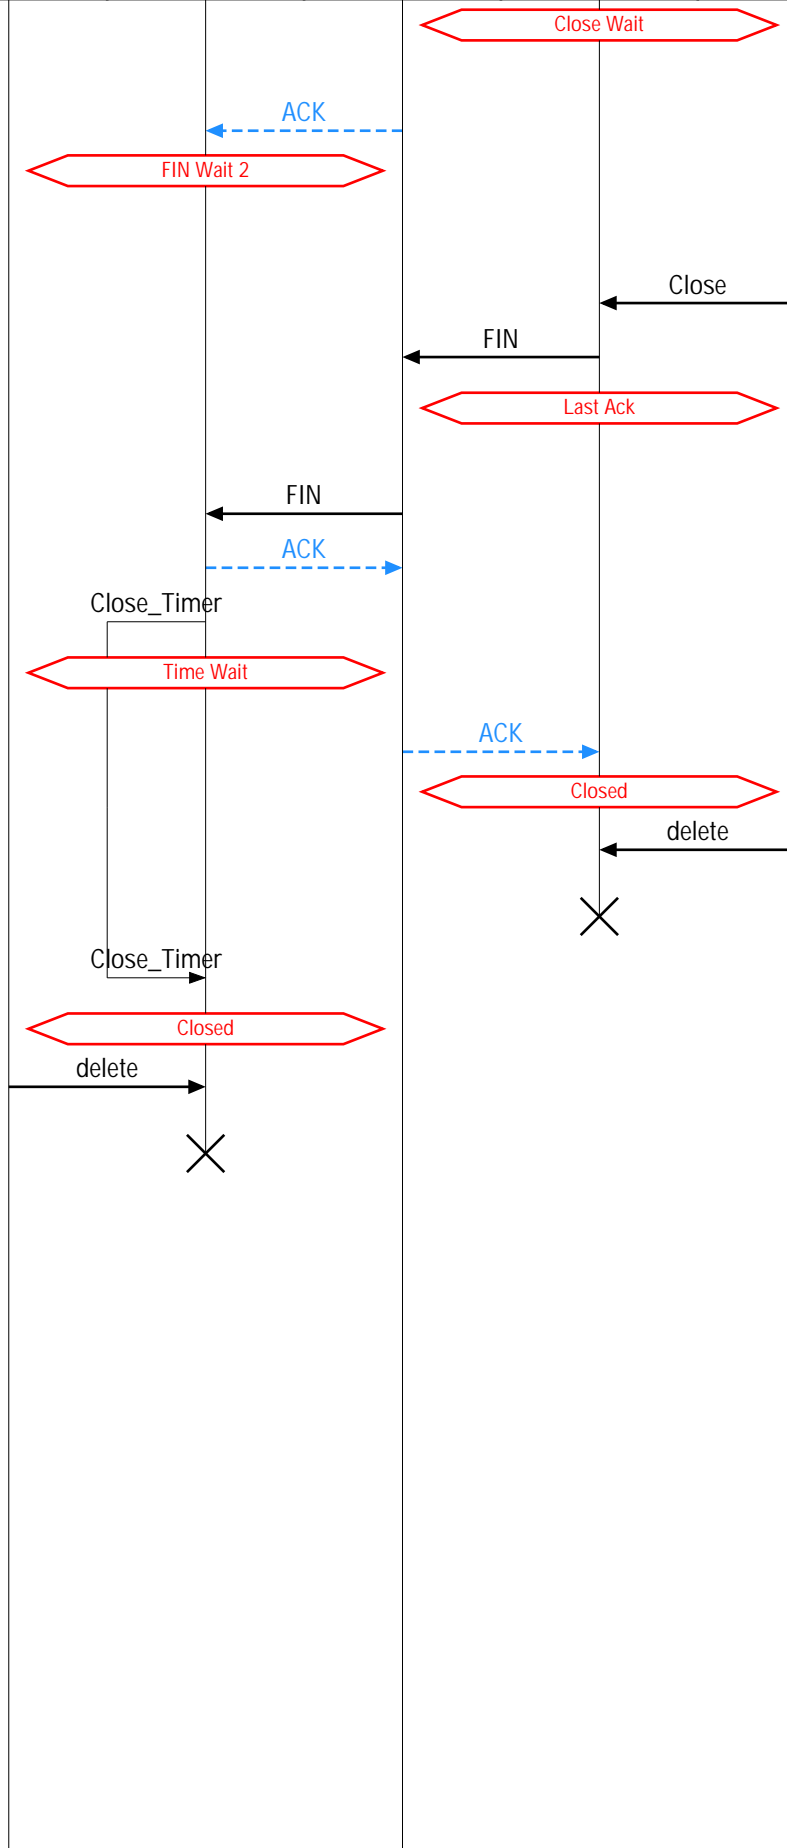 Close Wait
ACK
FIN Wait 2
Close
FIN
Last Ack
FIN
ACK
Close_Timer
Time Wait
ACK
Closed
delete
Close_Timer
Closed
delete